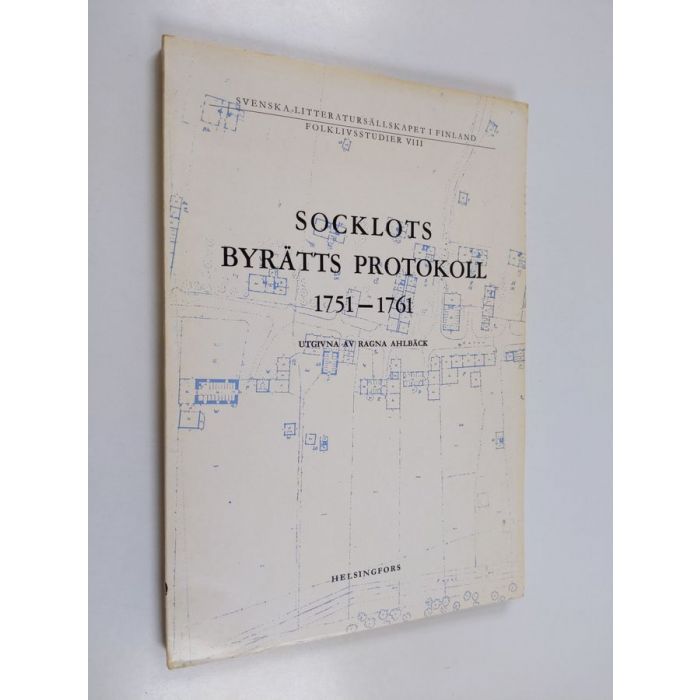 SVENSKA LITTERATURSÄLLSKAPET I FINLAND
FOLKLIVSSTUDIER VIII
SOCKLOTS
BYRÄTTS PROTOKOLL
1751—1761
UTGIVNA AV RAGNA AHLBÄCK
HELSINGFORS